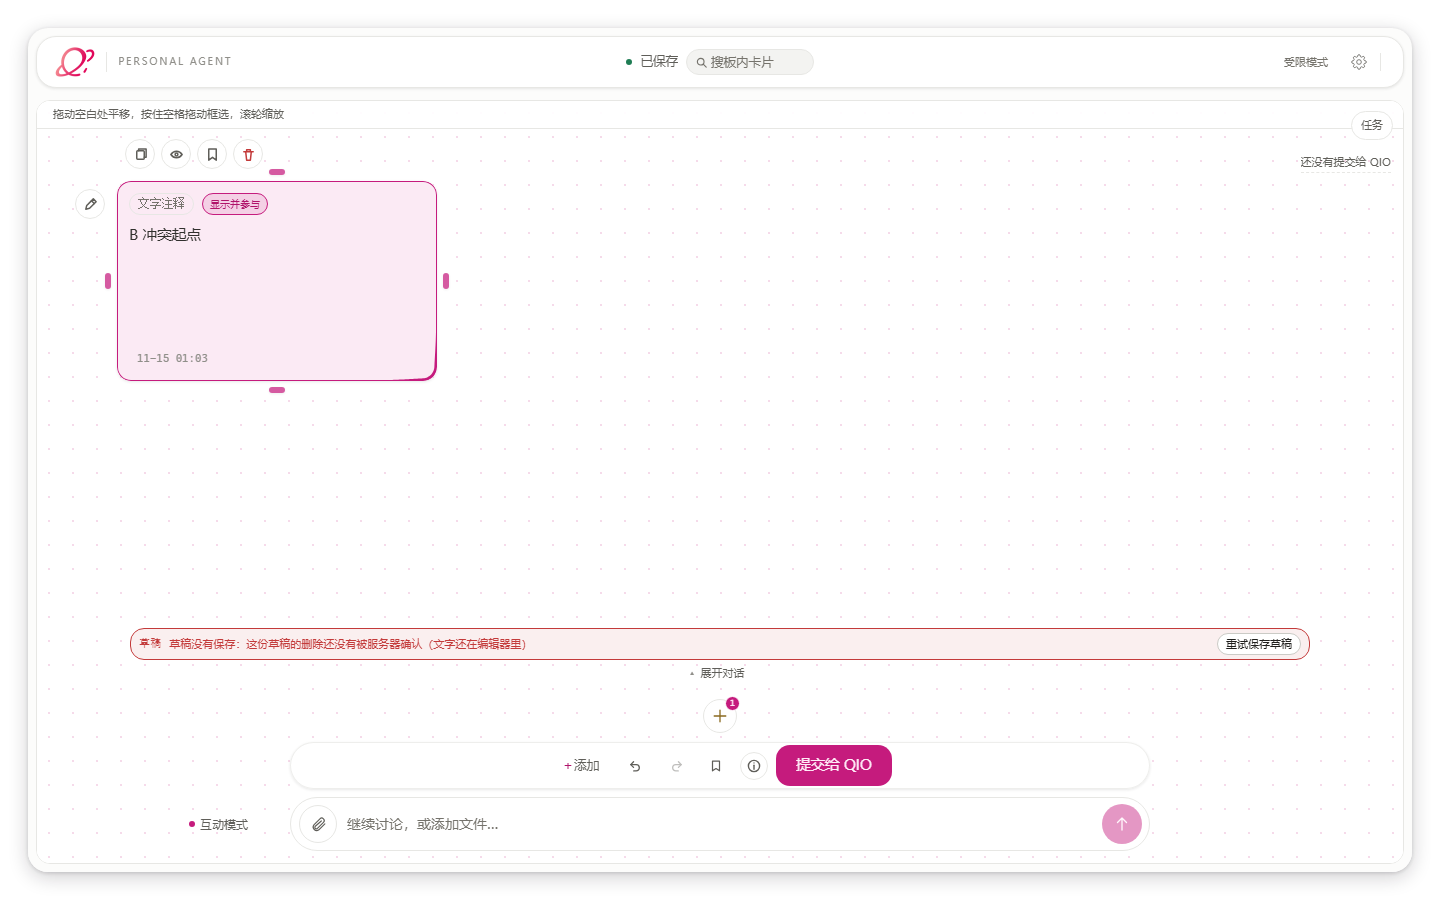 PERSONAL AGENT
已保存
搜板内卡片
受限模式
拖动空白处平移，按住空格拖动框选，滚轮缩放
任务
还没有提交给 QIO
文字注释
显示并参与
B 冲突起点
11-15 01:03
草稿
草稿没有保存：这份草稿的删除还没有被服务器确认（文字还在编辑器里）
重试保存草稿
展开对话
1
+添加
提交给 QIO
互动模式
继续讨论，或添加文件...